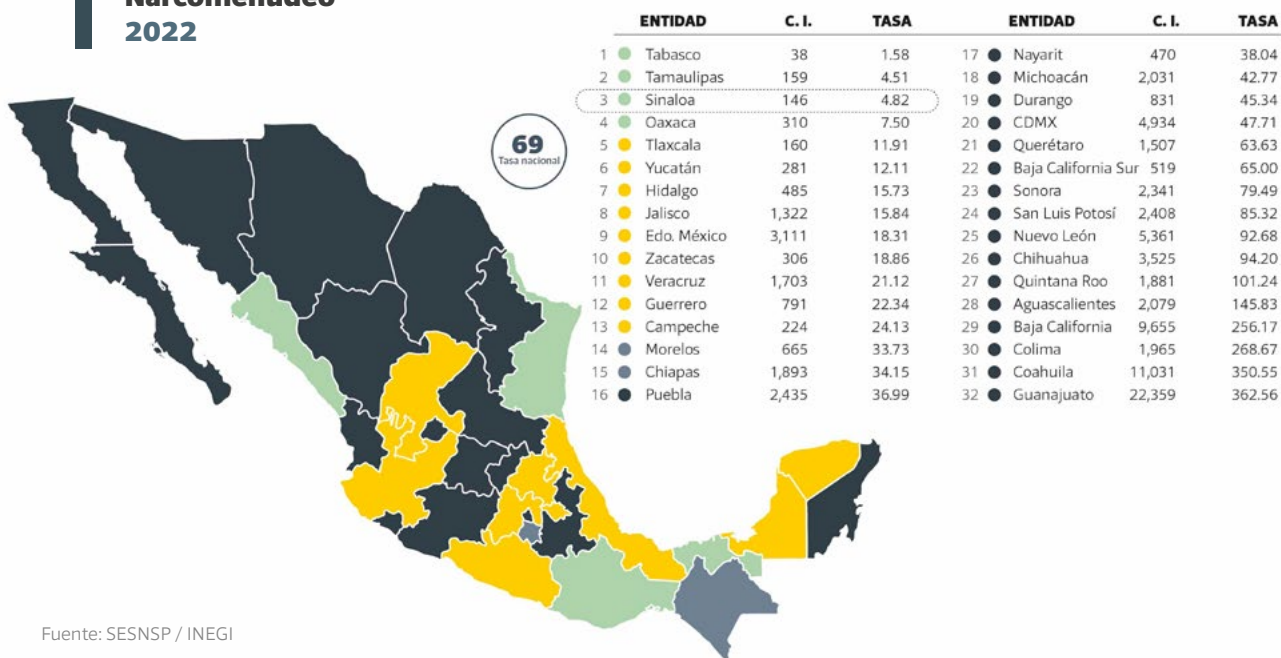 Narcomenudeo
2022
69
Tasa nacional
ENTIDAD C. I. TASA
1 Tabasco 38 1.58
2 Tamaulipas 159 4.51
3 Sinaloa 146 4.82
4 Oaxaca 310 7.50
5 Tlaxcala 160 11.91
6 Yucatán 281 12.11
7 Hidalgo 485 15.73
8 Jalisco 1,322 15.84
9 Edo. México 3,111 18.31
10 Zacatecas 306 18.86
11 Veracruz 1,703 21.12
12 Guerrero 791 22.34
13 Campeche 224 24.13
14 Morelos 665 33.73
15 Chiapas 1,893 34.15
16 Puebla 2,435 36.99
ENTIDAD C. I. TASA
17 Nayarit 470 38.04
18 Michoacán 2,031 42.77
19 Durango 831 45.34
20 CDMX 4,934 47.71
21 Querétaro 1,507 63.63
22 Baja California Sur 519 65.00
23 Sonora 2,341 79.49
24 San Luis Potosí 2,408 85.32
25 Nuevo León 5,361 92.68
26 Chihuahua 3,525 94.20
27 Quintana Roo 1,881 101.24
28 Aguascalientes 2,079 145.83
29 Baja California 9,655 256.17
30 Colima 1,965 268.67
31 Coahuila 11,031 350.55
32 Guanajuato 22,359 362.56
Fuente: SESNSP / INEGI